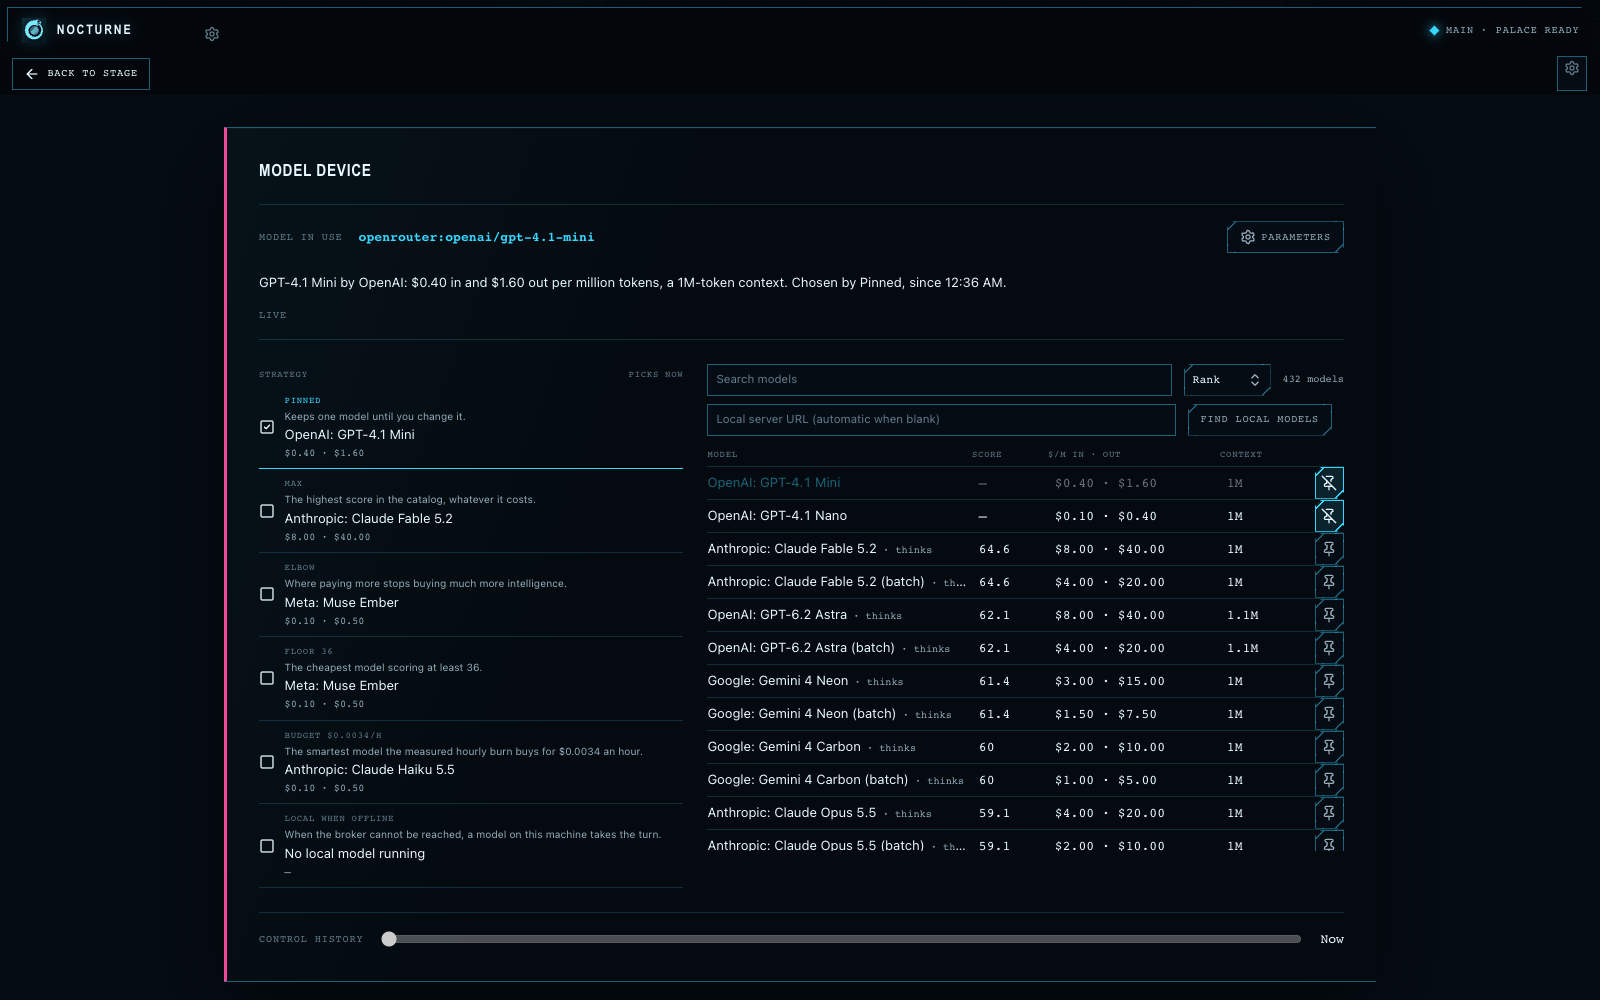 NOCTURNE
MAIN · PALACE READY
BACK TO STAGE
MODEL DEVICE
MODEL IN USE openrouter:openai/gpt-4.1-mini
PARAMETERS
GPT-4.1 Mini by OpenAI: $0.40 in and $1.60 out per million tokens, a 1M-token context. Chosen by Pinned, since 12:36 AM.
LIVE
STRATEGY PICKS NOW
PINNED
Keeps one model until you change it.
OpenAI: GPT-4.1 Mini
$0.40 · $1.60
MAX
The highest score in the catalog, whatever it costs.
Anthropic: Claude Fable 5.2
$8.00 · $40.00
ELBOW
Where paying more stops buying much more intelligence.
Meta: Muse Ember
$0.10 · $0.50
FLOOR 36
The cheapest model scoring at least 36.
Meta: Muse Ember
$0.10 · $0.50
BUDGET $0.0034/H
The smartest model the measured hourly burn buys for $0.0034 an hour.
Anthropic: Claude Haiku 5.5
$0.10 · $0.50
LOCAL WHEN OFFLINE
When the broker cannot be reached, a model on this machine takes the turn.
No local model running
—
Search models
Rank
432 models
Local server URL (automatic when blank)
FIND LOCAL MODELS
MODEL SCORE $/M IN · OUT CONTEXT
OpenAI: GPT-4.1 Mini — $0.40 · $1.60 1M
OpenAI: GPT-4.1 Nano — $0.10 · $0.40 1M
Anthropic: Claude Fable 5.2 · thinks 64.6 $8.00 · $40.00 1M
Anthropic: Claude Fable 5.2 (batch) · th... 64.6 $4.00 · $20.00 1M
OpenAI: GPT-6.2 Astra · thinks 62.1 $8.00 · $40.00 1.1M
OpenAI: GPT-6.2 Astra (batch) · thinks 62.1 $4.00 · $20.00 1.1M
Google: Gemini 4 Neon · thinks 61.4 $3.00 · $15.00 1M
Google: Gemini 4 Neon (batch) · thinks 61.4 $1.50 · $7.50 1M
Google: Gemini 4 Carbon · thinks 60 $2.00 · $10.00 1M
Google: Gemini 4 Carbon (batch) · thinks 60 $1.00 · $5.00 1M
Anthropic: Claude Opus 5.5 · thinks 59.1 $4.00 · $20.00 1M
Anthropic: Claude Opus 5.5 (batch) · th... 59.1 $2.00 · $10.00 1M
CONTROL HISTORY Now